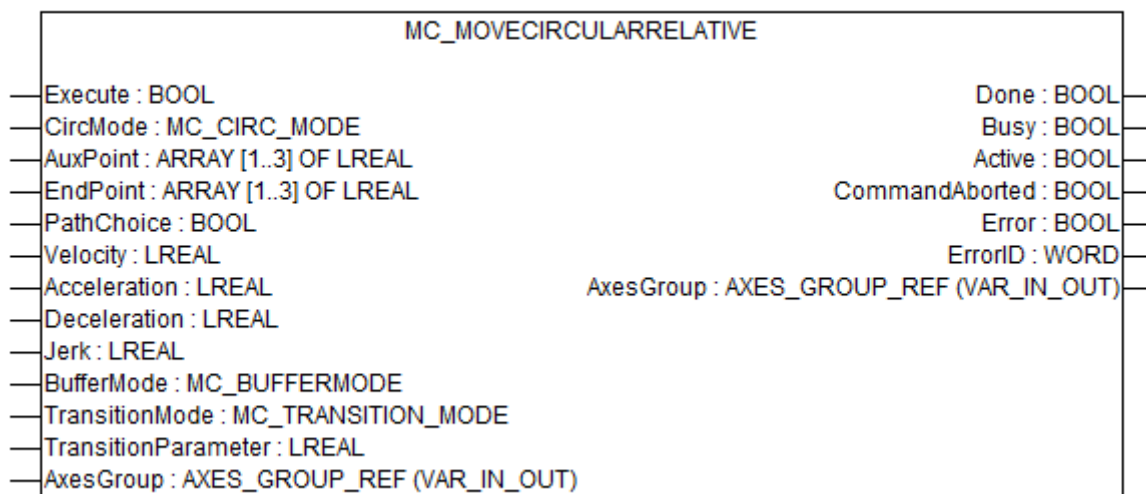 MC_MOVECIRCULARRELATIVE
Execute : BOOL
Done : BOOL
CircMode : MC_CIRC_MODE
Busy : BOOL
AuxPoint : ARRAY [1..3] OF LREAL
Active : BOOL
EndPoint : ARRAY [1..3] OF LREAL
CommandAborted : BOOL
PathChoice : BOOL
Error : BOOL
Velocity : LREAL
ErrorID : WORD
Acceleration : LREAL
AxesGroup : AXES_GROUP_REF (VAR_IN_OUT)
Deceleration : LREAL
Jerk : LREAL
BufferMode : MC_BUFFERMODE
TransitionMode : MC_TRANSITION_MODE
TransitionParameter : LREAL
AxesGroup : AXES_GROUP_REF (VAR_IN_OUT)